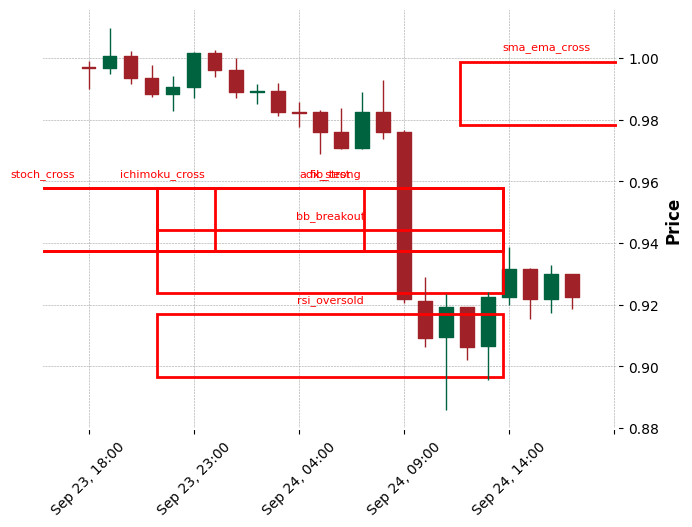 sma_ema_cross
1.00
0.98
stoch_cross ichimoku_cross
0.96
bb_breakout
0.94
Price
rsi_oversold
0.92
0.90
0.88
Sep 23, 18:00
Sep 23, 23:00
Sep 24, 04:00
Sep 24, 09:00
Sep 24, 14:00